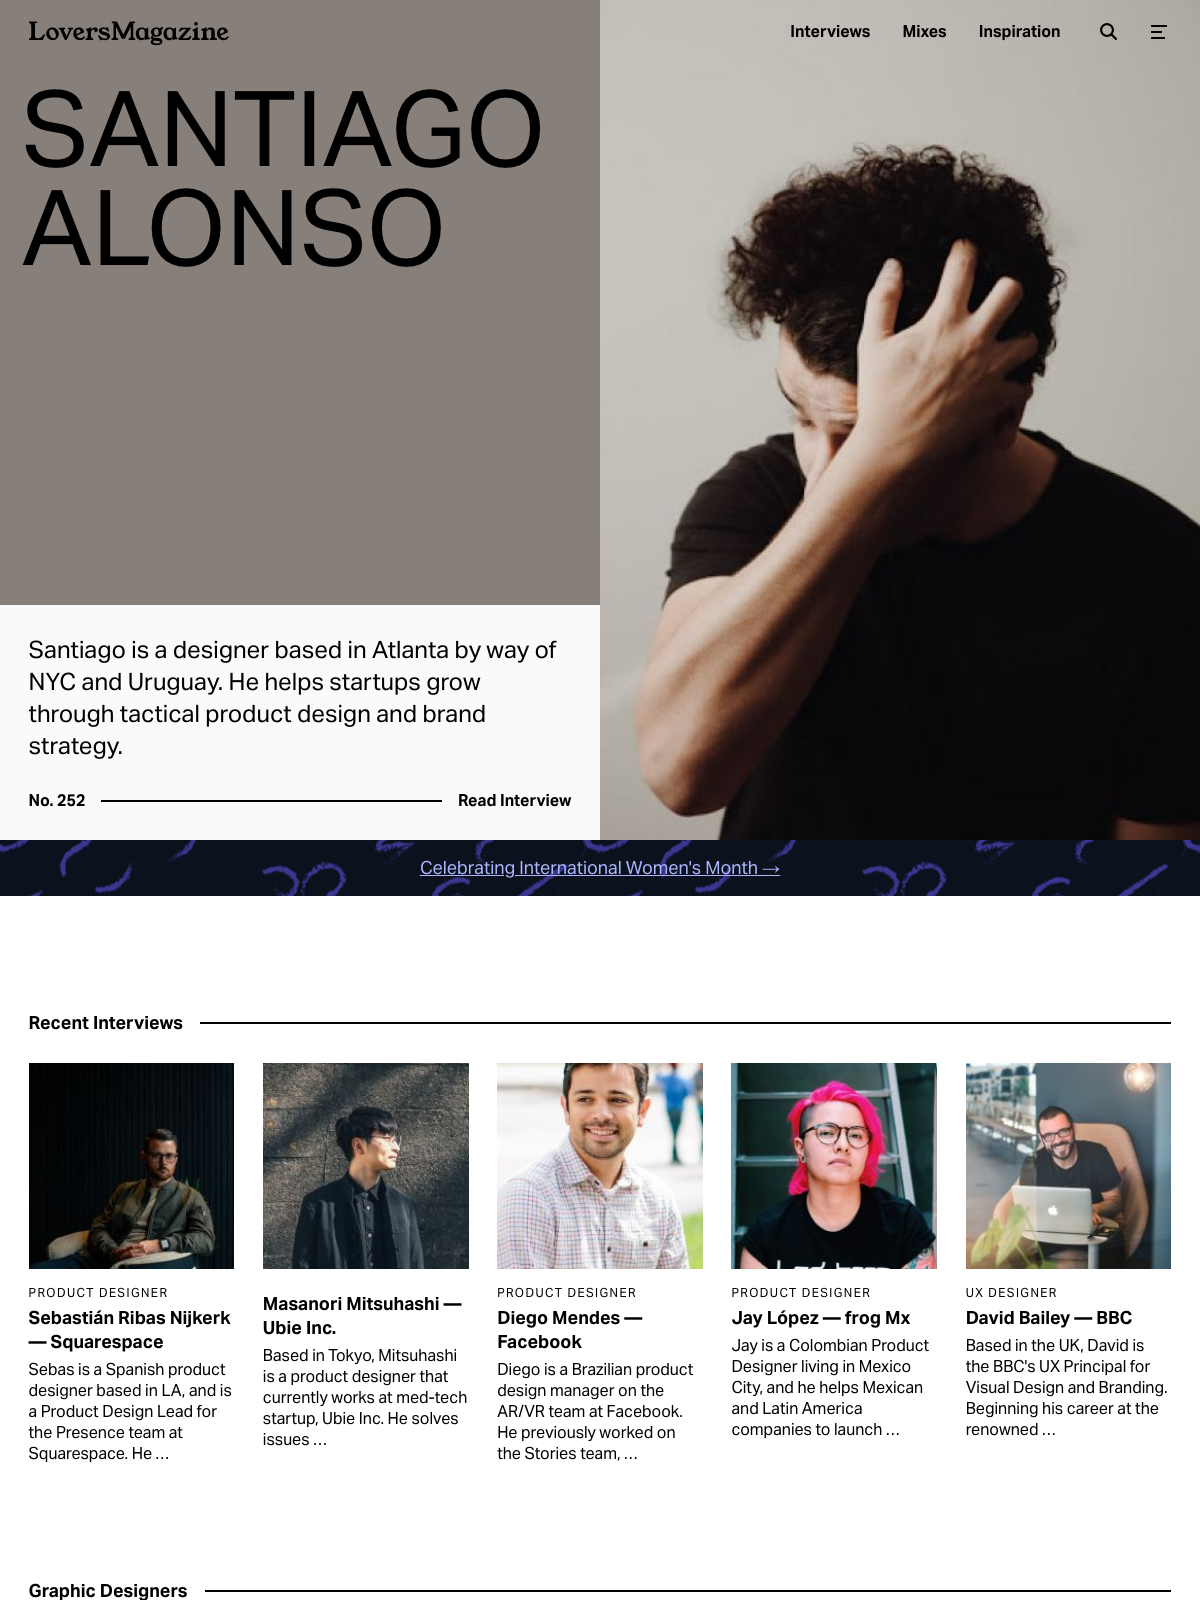 LoversMagazine
Interviews Mixes Inspiration
SANTIAGO
ALONSO
Santiago is a designer based in Atlanta by way of
NYC and Uruguay. He helps startups grow
through tactical product design and brand
strategy.
No. 252 Read Interview
Celebrating International Women's Month →
Recent Interviews
PRODUCT DESIGNER
Sebastián Ribas Nijkerk
— Squarespace
Sebas is a Spanish product
designer based in LA, and is
a Product Design Lead for
the Presence team at
Squarespace. He …
Masanori Mitsuhashi —
Ubie Inc.
Based in Tokyo, Mitsuhashi
is a product designer that
currently works at med-tech
startup, Ubie Inc. He solves
issues …
PRODUCT DESIGNER
Diego Mendes —
Facebook
Diego is a Brazilian product
design manager on the
AR/VR team at Facebook.
He previously worked on
the Stories team, …
PRODUCT DESIGNER
Jay López — frog Mx
Jay is a Colombian Product
Designer living in Mexico
City, and he helps Mexican
and Latin America
companies to launch …
UX DESIGNER
David Bailey — BBC
Based in the UK, David is
the BBC's UX Principal for
Visual Design and Branding.
Beginning his career at the
renowned …
Graphic Designers